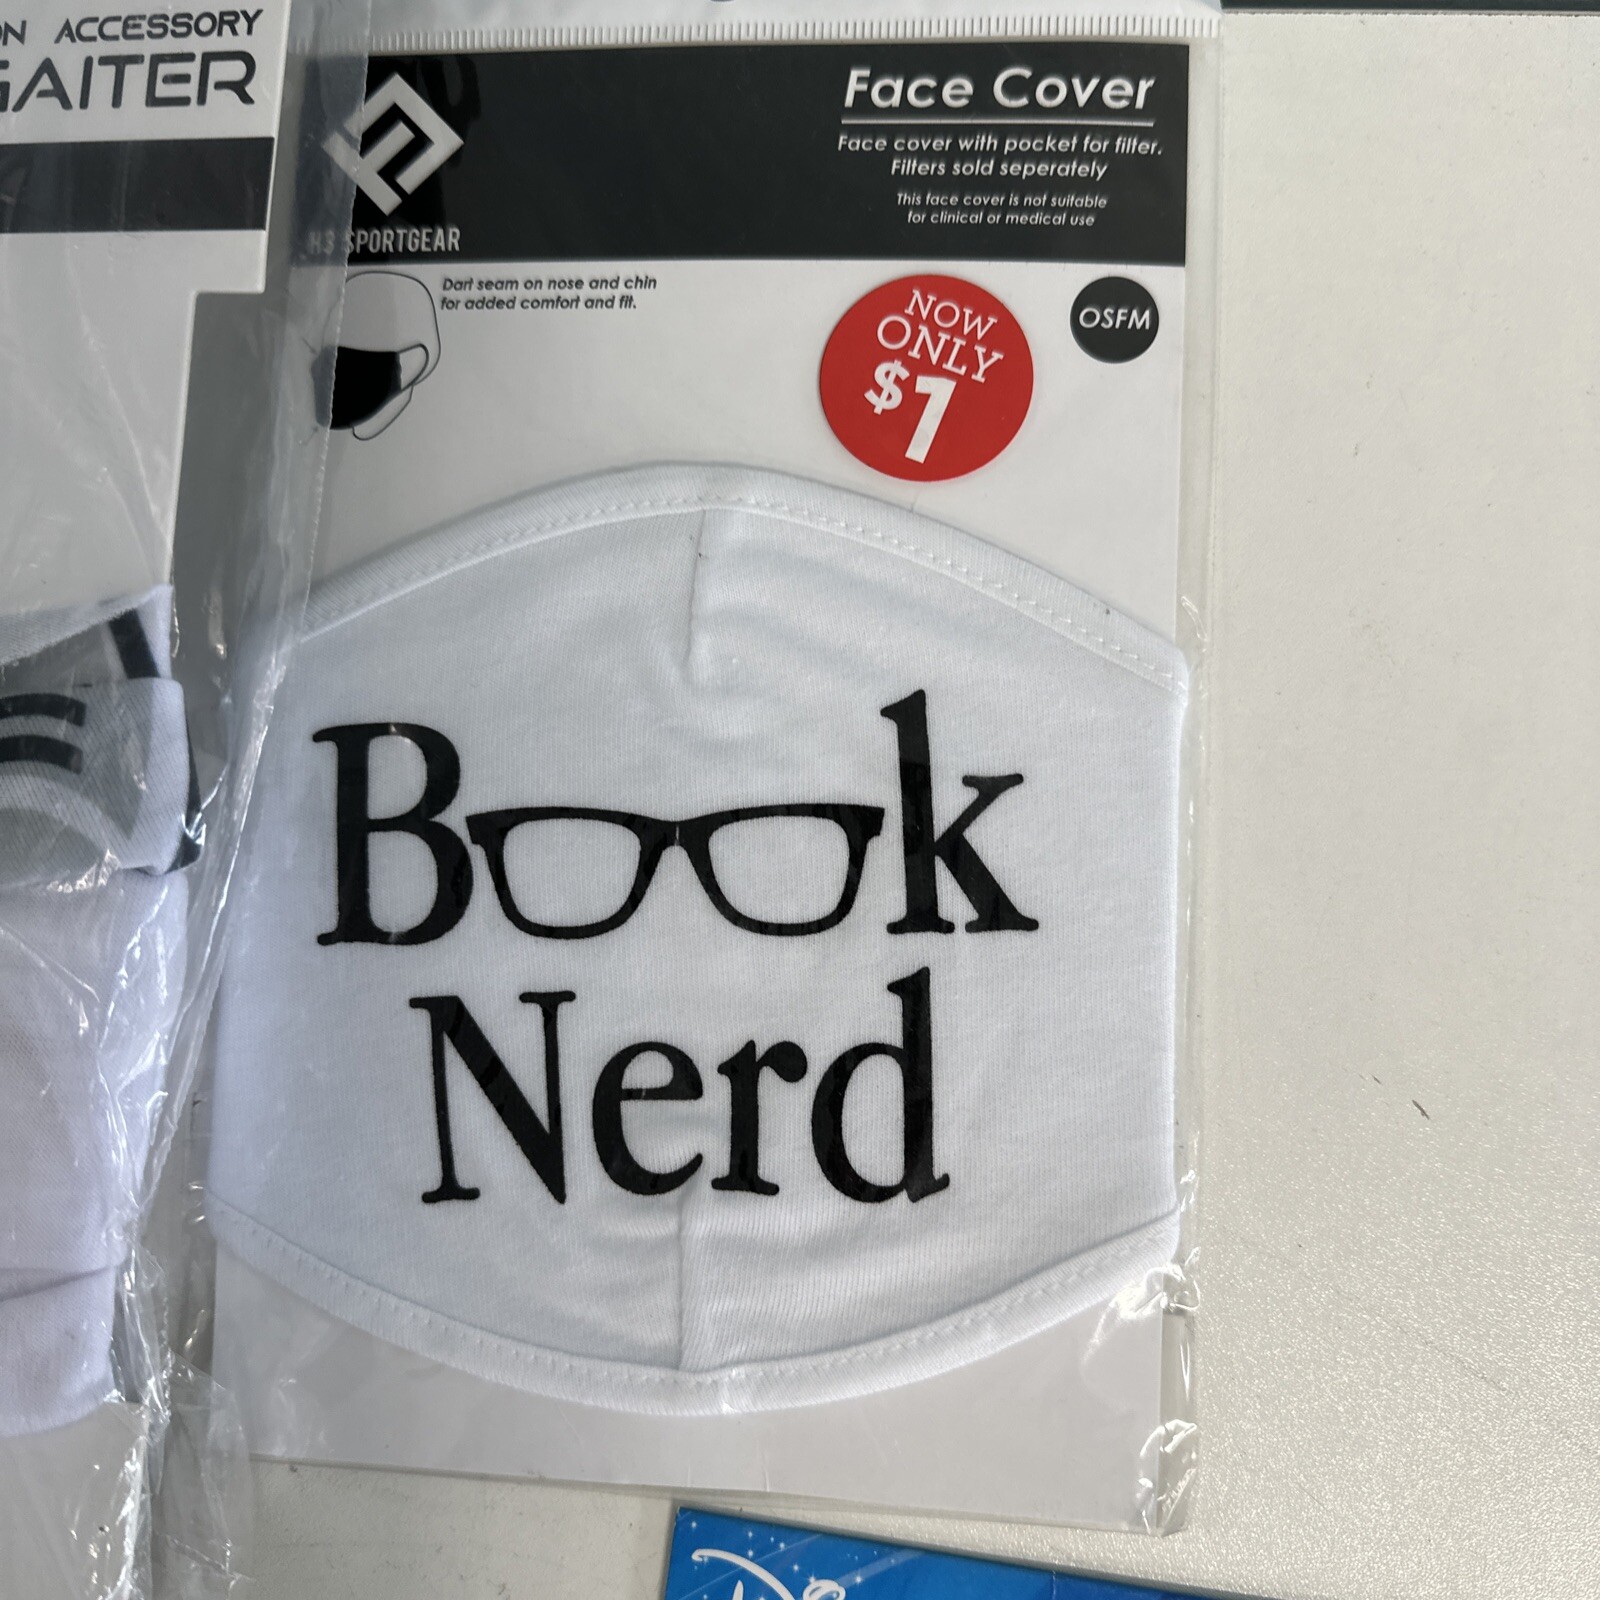 ACCESSORY
GAITER
H3 SPORTGEAR
Face Cover
Face cover with pocket for filter.
Filters sold seperately
This face cover is not suitable
for clinical or medical use
Dart seam on nose and chin
for added comfort and fit.
NOW
ONLY
$1
OSFM
Book
Nerd